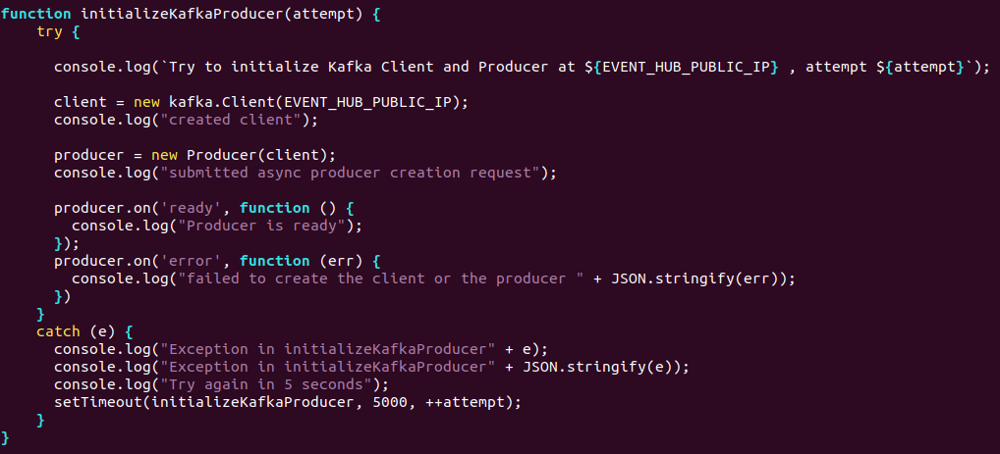 function initializeKafkaProducer(attempt) {
    try {

      console.log(`Try to initialize Kafka Client and Producer at ${EVENT_HUB_PUBLIC_IP} , attempt ${attempt}`);

      client = new kafka.Client(EVENT_HUB_PUBLIC_IP);
      console.log("created client");

      producer = new Producer(client);
      console.log("submitted async producer creation request");

      producer.on('ready', function () {
        console.log("Producer is ready");
      });
      producer.on('error', function (err) {
        console.log("failed to create the client or the producer " + JSON.stringify(err));
      })
    }
    catch (e) {
      console.log("Exception in initializeKafkaProducer" + e);
      console.log("Exception in initializeKafkaProducer" + JSON.stringify(e));
      console.log("Try again in 5 seconds");
      setTimeout(initializeKafkaProducer, 5000, ++attempt);
    }
}